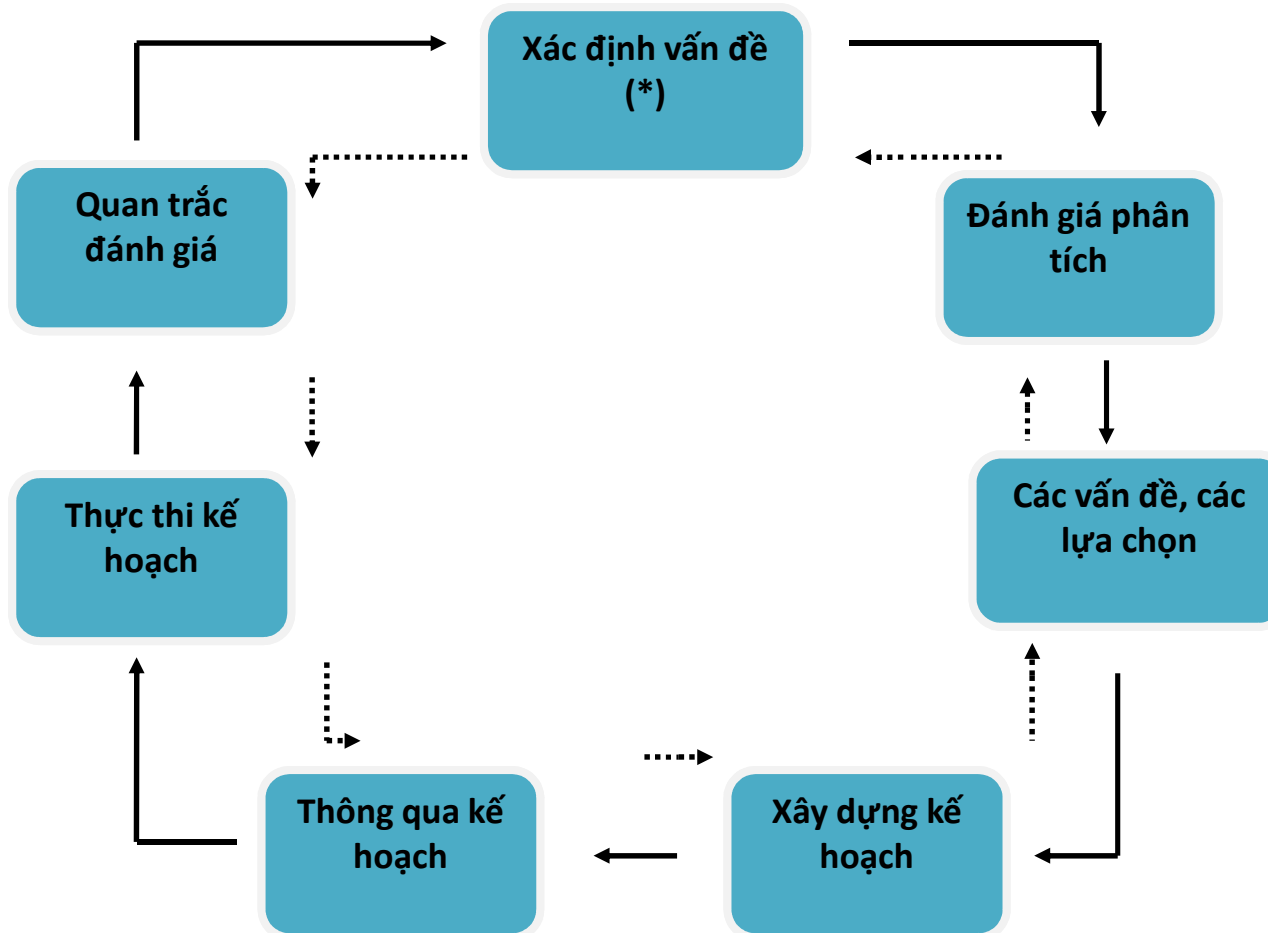 Xác định vấn đề
(*)
Quan trắc
đánh giá
Đánh giá phân
tích
Thực thi kế
hoạch
Các vấn đề, các
lựa chọn
Thông qua kế
hoạch
Xây dựng kế
hoạch